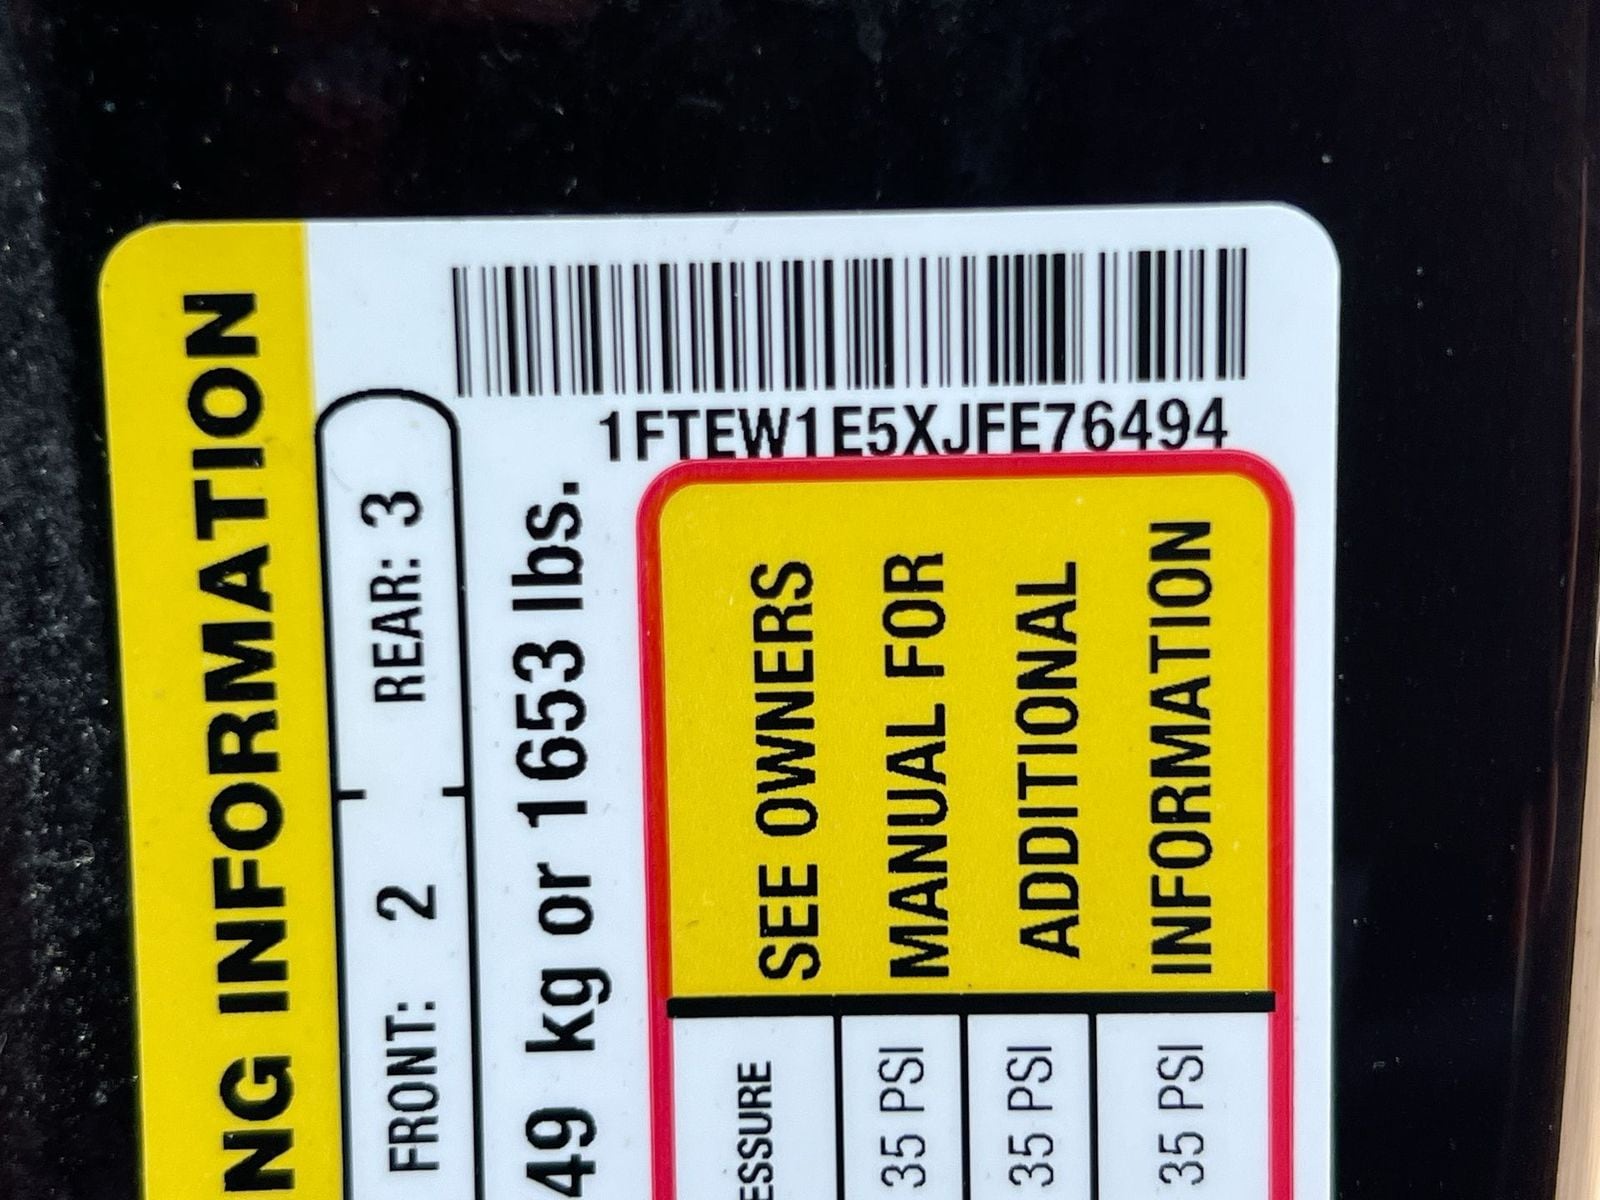 NG INFORMATION
FRONT: 2 REAR: 3
49 kg or 1653 lbs.
1FTEW1E5XJFE76494
ESSURE
SEE OWNERS
35 PSI
MANUAL FOR
35 PSI
ADDITIONAL
35 PSI
INFORMATION